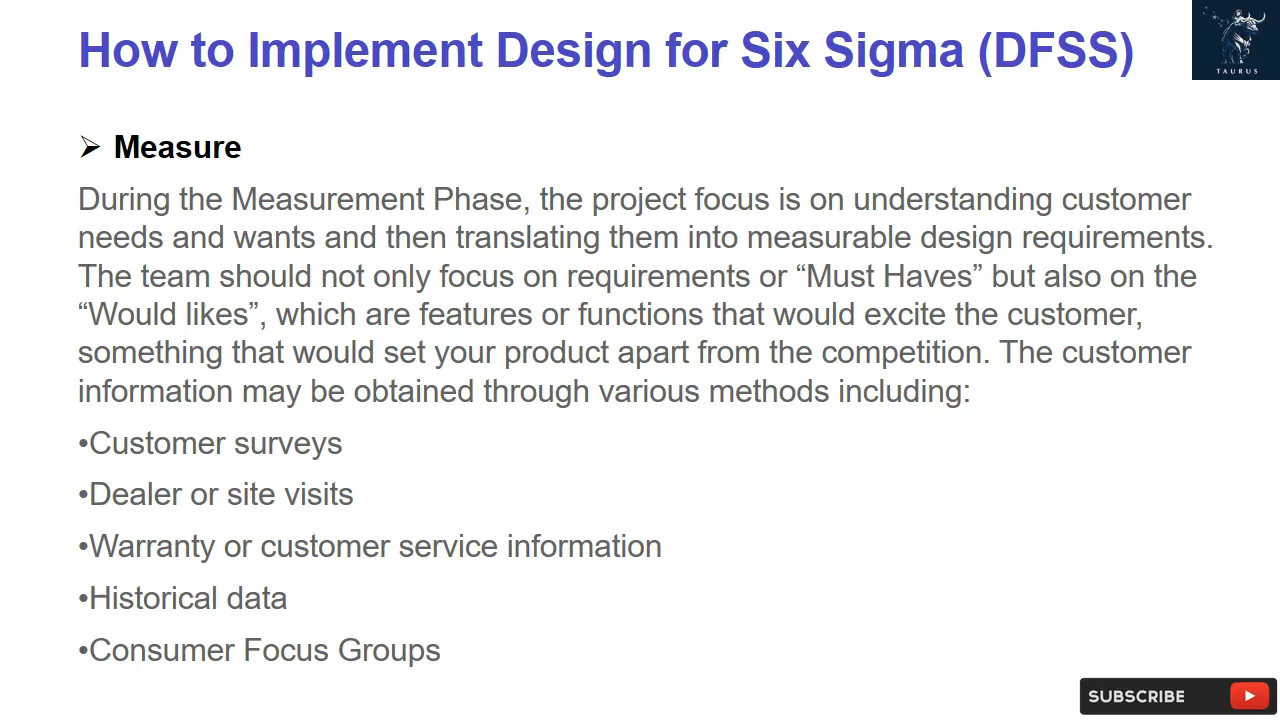 How to Implement Design for Six Sigma (DFSS)
TAURUS
➢ Measure
During the Measurement Phase, the project focus is on understanding customer
needs and wants and then translating them into measurable design requirements.
The team should not only focus on requirements or “Must Haves” but also on the
“Would likes”, which are features or functions that would excite the customer,
something that would set your product apart from the competition. The customer
information may be obtained through various methods including:
•Customer surveys
•Dealer or site visits
•Warranty or customer service information
•Historical data
•Consumer Focus Groups
SUBSCRIBE